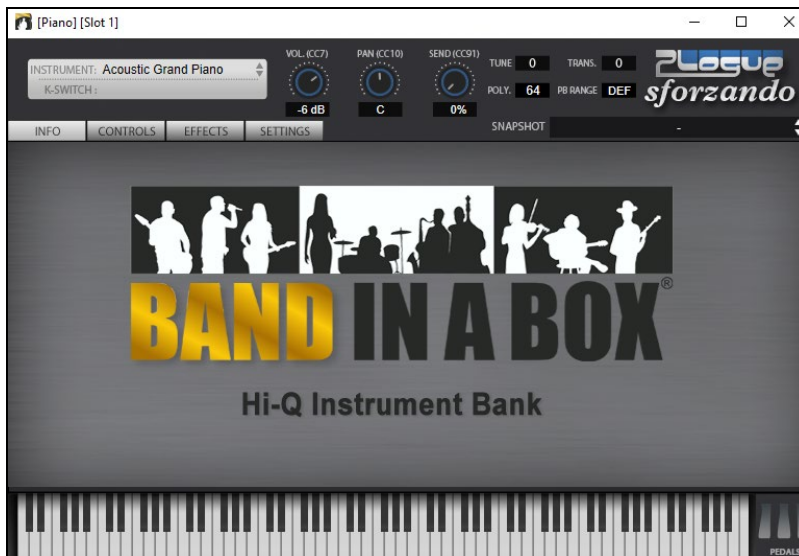 [Piano] [Slot 1]
INSTRUMENT: Acoustic Grand Piano
K-SWITCH :
VOL. (CC7)
-6 dB
PAN (CC10)
C
SEND (CC91)
0%
TUNE 0 TRANS. 0
POLY. 64 PB RANGE DEF
plogue
sforzando
INFO CONTROLS EFFECTS SETTINGS
SNAPSHOT -
BAND IN A BOX®
Hi-Q Instrument Bank
PEDALS